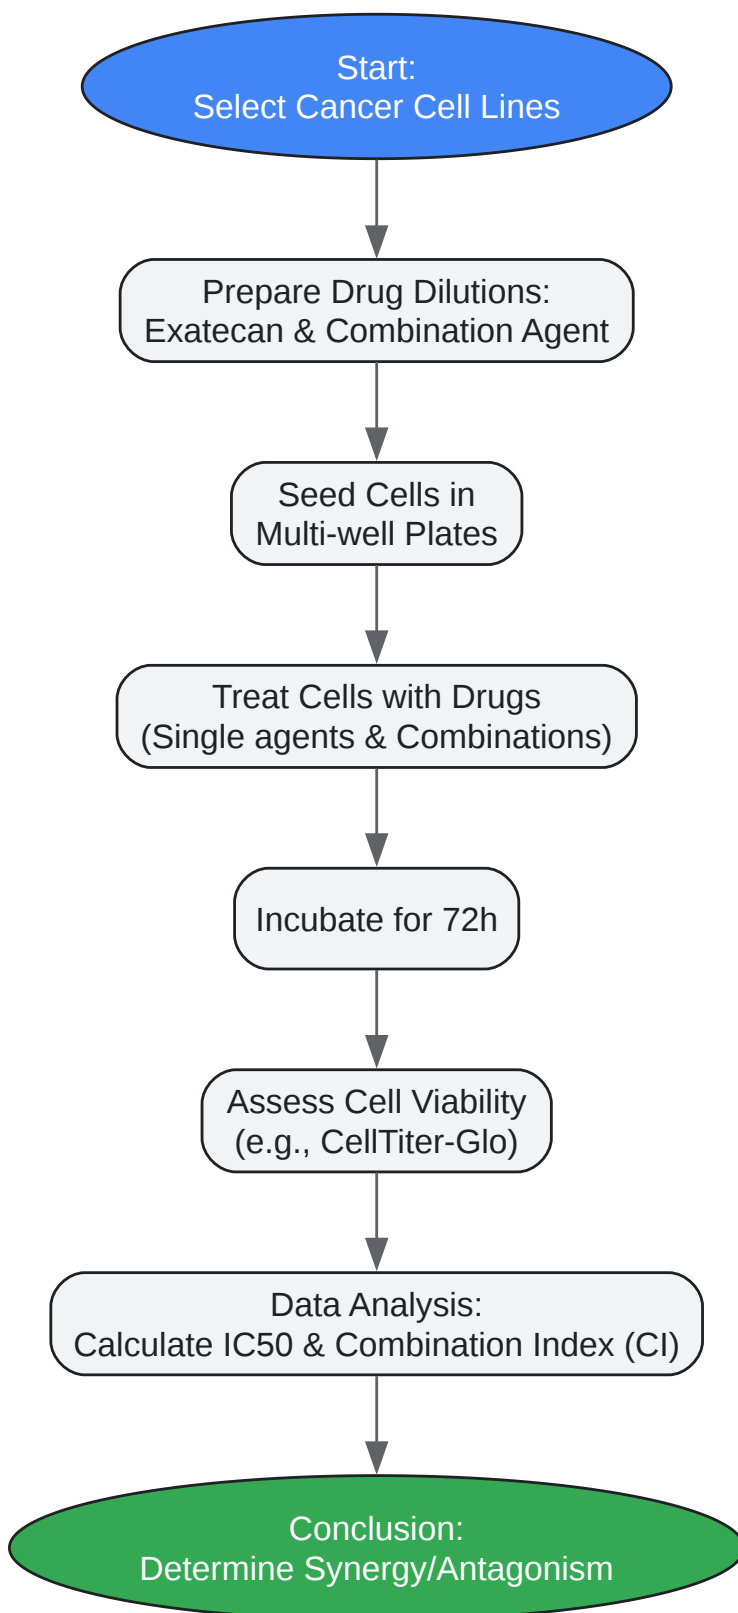 Start:
Select Cancer Cell Lines
Prepare Drug Dilutions:
Exatecan & Combination Agent
Seed Cells in
Multi-well Plates
Treat Cells with Drugs
(Single agents & Combinations)
Incubate for 72h
Assess Cell Viability
(e.g., CellTiter-Glo)
Data Analysis:
Calculate IC50 & Combination Index (CI)
Conclusion:
Determine Synergy/Antagonism